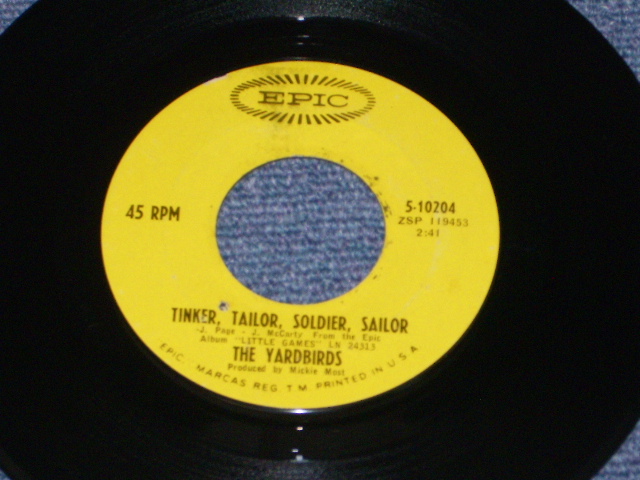 EPIC
45 RPM
5-10204
ZSP 119453
2:41
TINKER, TAILOR, SOLDIER, SAILOR
-J. Page - J. McCarty- From the Epic
Album "LITTLE GAMES" LN 24313
THE YARDBIRDS
Produced by Mickie Most
EPIC. MARCAS REG. T.M. PRINTED IN U.S.A.